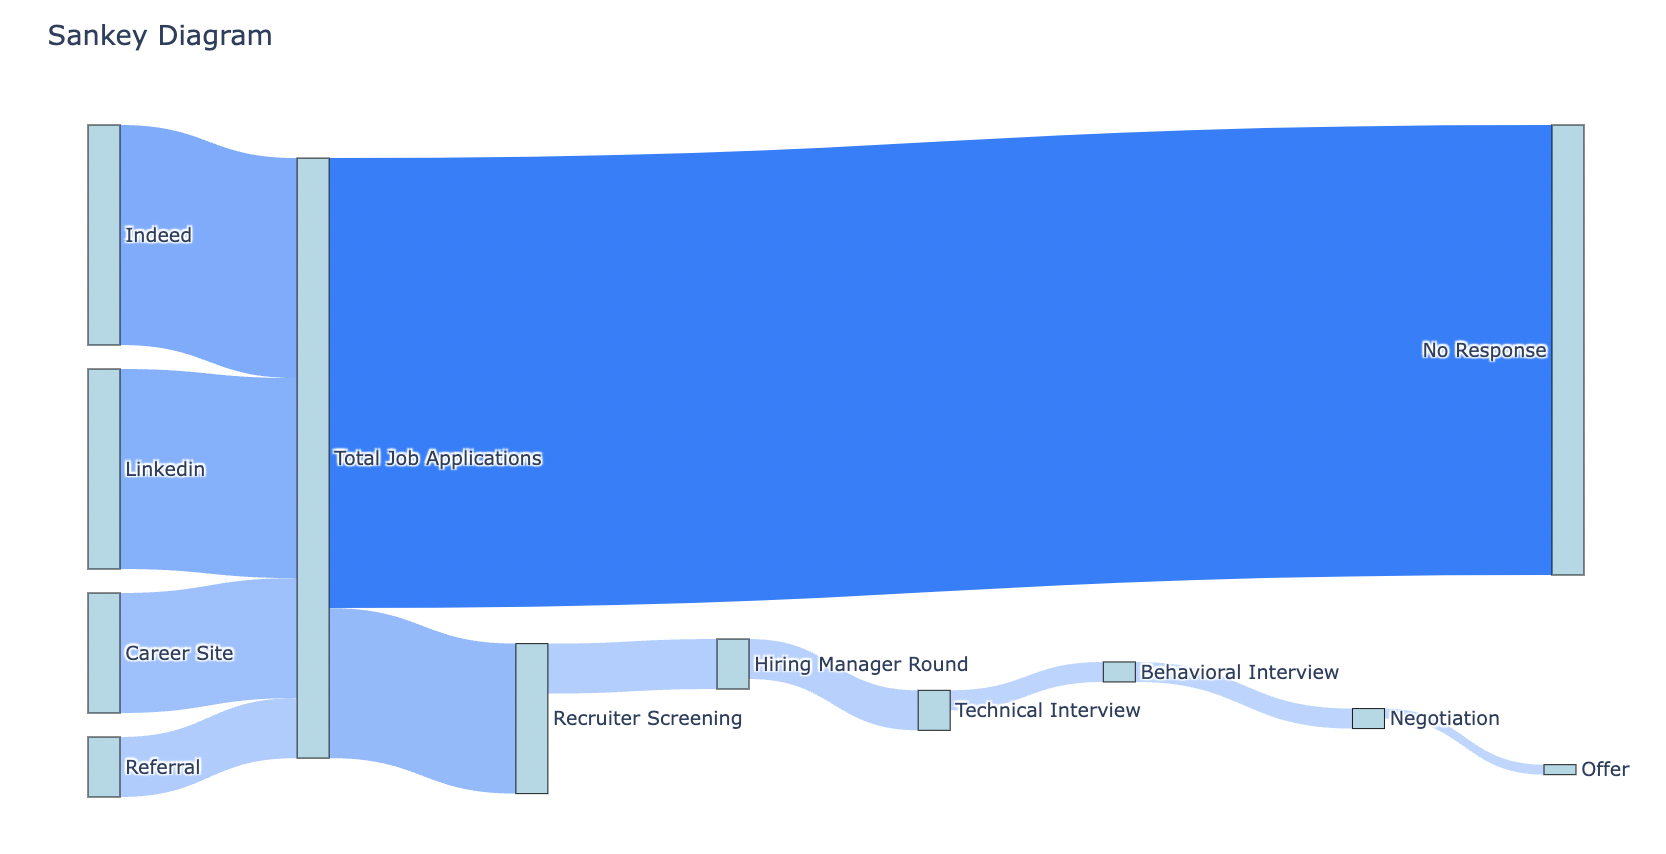 Sankey Diagram
Indeed
Linkedin
Career Site
Referral
Total Job Applications
No Response
Recruiter Screening
Hiring Manager Round
Technical Interview
Behavioral Interview
Negotiation
Offer